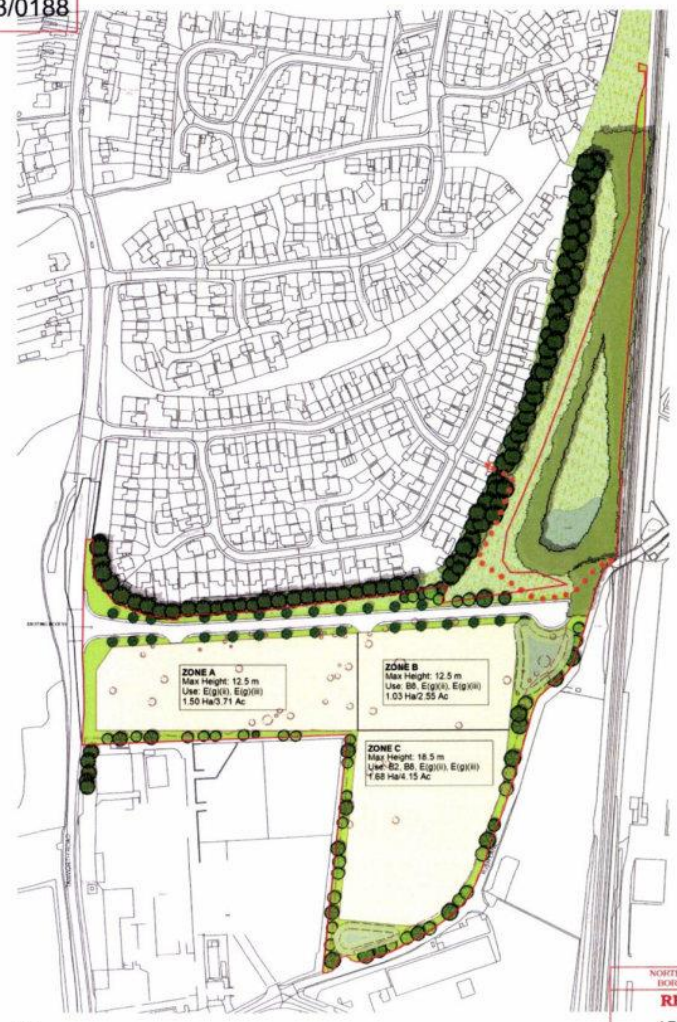 3/0188
ZONE A
Max Height: 12.5 m
Use: E(g)(ii), E(g)(iii)
1.50 Ha/3.71 Ac
ZONE B
Max Height: 12.5 m
Use: B8, E(g)(ii), E(g)(iii)
1.03 Ha/2.55 Ac
ZONE C
Max Height: 18.5 m
Use: B2, B8, E(g)(ii), E(g)(iii)
1.68 Ha/4.15 Ac
NORTH
BORO